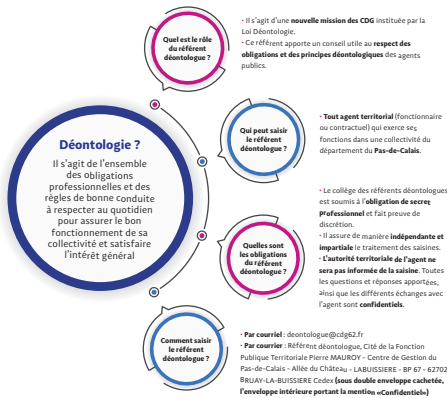 Quel est le rôle
du référent
déontologue ?
· Il s'agit d'une nouvelle mission des CDG instituée par la
Loi Déontologie.
· Ce référent apporte un conseil utile au respect des
obligations et des principes déontologiques des agents
publics.
Déontologie ?
Il s'agit de l'ensemble
des obligations
professionnelles et des
règles de bonne conduite
à respecter au quotidien
pour assurer le bon
fonctionnement de sa
collectivité et satisfaire
l'intérêt général
Qui peut saisir
le référent
déontologue ?
· Tout agent territorial (fonctionnaire
ou contractuel) qui exerce ses
fonctions dans une collectivité du
département du Pas-de-Calais.
Quelles sont
les obligations
du référent
déontologue ?
· Le collège des référents déontologues
est soumis à l'obligation de secret
professionnel et fait preuve de
discrétion.
· Il assure de manière indépendante et
impartiale le traitement des saisines.
· L'autorité territoriale de l'agent ne
sera pas informée de la saisine. Toutes
les questions et réponses apportées,
ainsi que les différents échanges avec
l'agent sont confidentiels.
Comment saisir
le référent
déontologue ?
· Par courriel : deontologue@cdg62.fr
· Par courrier : Référent déontologue, Cité de la Fonction
Publique Territoriale Pierre MAUROY - Centre de Gestion du
Pas-de-Calais - Allée du Château - LABUISSIERE - BP 67 - 62702
BRUAY-LA-BUISSIERE Cedex (sous double enveloppe cachetée,
l'enveloppe intérieure portant la mention «Confidentiel»)